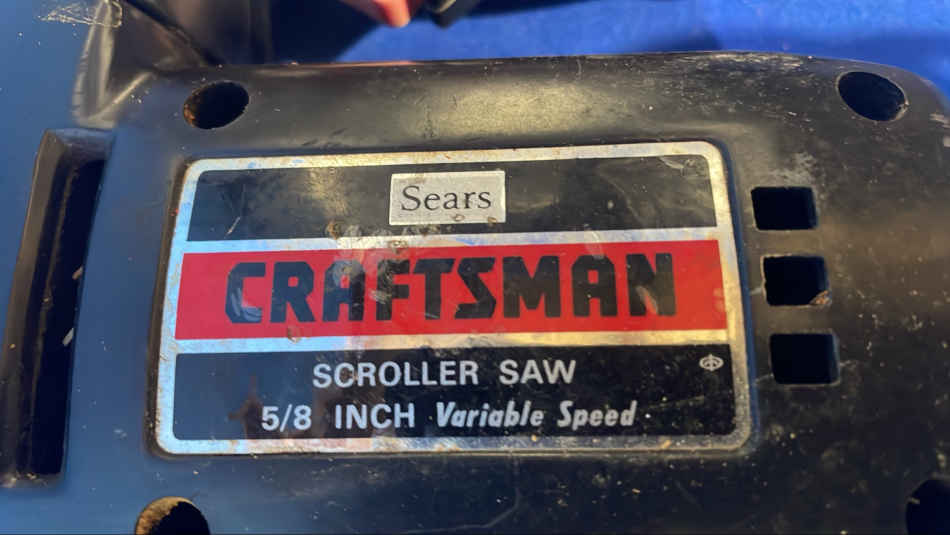 Sears
CRAFTSMAN
SCROLLER SAW
5/8 INCH Variable Speed